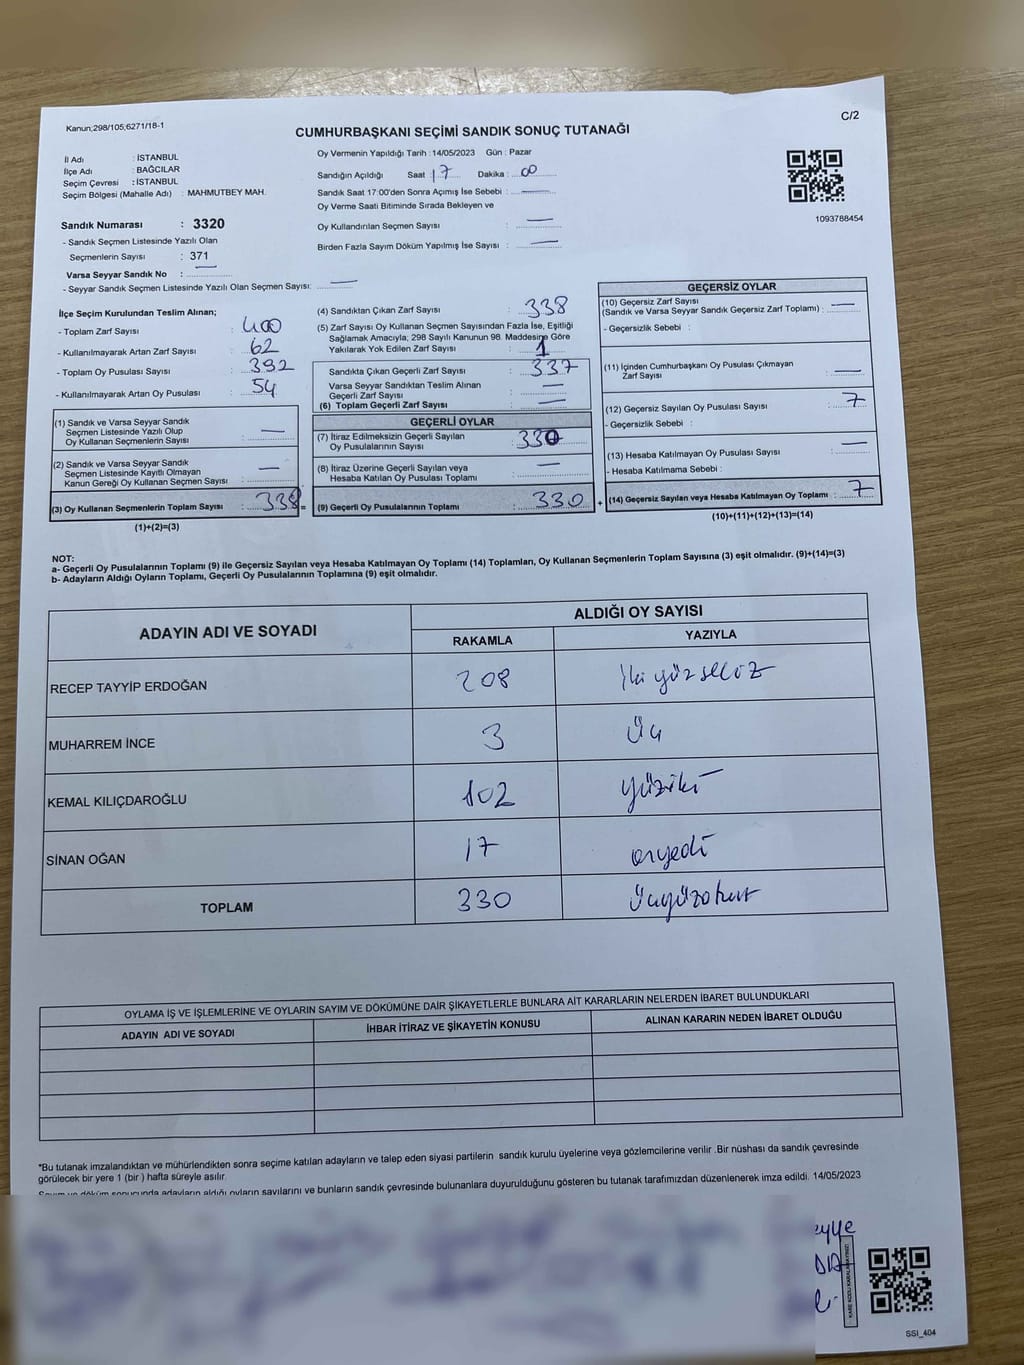 Kanun;298/105;6271/18-1
CUMHURBAŞKANI SEÇİMİ SANDIK SONUÇ TUTANAĞI
C/2
İl Adı : İSTANBUL
İlçe Adı : BAĞCILAR
Seçim Çevresi : İSTANBUL
Seçim Bölgesi (Mahalle Adı) : MAHMUTBEY MAH.
Sandık Numarası : 3320
- Sandık Seçmen Listesinde Yazılı Olan
Seçmenlerin Sayısı : 371
Varsa Seyyar Sandık No : —
- Seyyar Sandık Seçmen Listesinde Yazılı Olan Seçmen Sayısı: —
Oy Vermenin Yapıldığı Tarih : 14/05/2023 Gün : Pazar
Sandığın Açıldığı Saat 17 Dakika : 00
Sandık Saat 17:00'den Sonra Açımış İse Sebebi : —
Oy Verme Saati Bitiminde Sırada Bekleyen ve
Oy Kullandırılan Seçmen Sayısı : —
Birden Fazla Sayım Döküm Yapılmış İse Sayısı : —
1093788454
İlçe Seçim Kurulundan Teslim Alınan;
- Toplam Zarf Sayısı : 400
- Kullanılmayarak Artan Zarf Sayısı : 62
- Toplam Oy Pusulası Sayısı : 392
- Kullanılmayarak Artan Oy Pusulası : 54
(1) Sandık ve Varsa Seyyar Sandık
Seçmen Listesinde Yazılı Olup
Oy Kullanan Seçmenlerin Sayısı : —
(2) Sandık ve Varsa Seyyar Sandık
Seçmen Listesinde Kayıtlı Olmayan
Kanun Gereği Oy Kullanan Seçmen Sayısı : —
(3) Oy Kullanan Seçmenlerin Toplam Sayısı : 338 =
(1)+(2)=(3)
(4) Sandıktan Çıkan Zarf Sayısı : 338
(5) Zarf Sayısı Oy Kullanan Seçmen Sayısından Fazla İse, Eşitliği
Sağlamak Amacıyla; 298 Sayılı Kanunun 98. Maddesine Göre
Yakılarak Yok Edilen Zarf Sayısı : 1
Sandıkta Çıkan Geçerli Zarf Sayısı : 337
Varsa Seyyar Sandıktan Teslim Alınan
Geçerli Zarf Sayısı : —
(6) Toplam Geçerli Zarf Sayısı : —
GEÇERLİ OYLAR
(7) İtiraz Edilmeksizin Geçerli Sayılan
Oy Pusulasının Sayısı : 330
(8) İtiraz Üzerine Geçerli Sayılan veya
Hesaba Katılan Oy Pusulası Toplamı : —
(9) Geçerli Oy Pusulalarının Toplamı : 330 +
GEÇERSİZ OYLAR
(10) Geçersiz Zarf Sayısı
(Sandık ve Varsa Seyyar Sandık Geçersiz Zarf Toplamı) : —
- Geçersizlik Sebebi :
(11) İçinden Cumhurbaşkanı Oy Pusulası Çıkmayan
Zarf Sayısı : —
(12) Geçersiz Sayılan Oy Pusulası Sayısı : 7
- Geçersizlik Sebebi :
(13) Hesaba Katılmayan Oy Pusulası Sayısı : —
- Hesaba Katılmama Sebebi :
(14) Geçersiz Sayılan veya Hesaba Katılmayan Oy Toplamı : 7
(10)+(11)+(12)+(13)=(14)
NOT:
a- Geçerli Oy Pusulalarının Toplamı (9) ile Geçersiz Sayılan veya Hesaba Katılmayan Oy Toplamı (14) Toplamları, Oy Kullanan Seçmenlerin Toplam Sayısına (3) eşit olmalıdır. (9)+(14)=(3)
b- Adayların Aldığı Oyların Toplamı, Geçerli Oy Pusulalarının Toplamına (9) eşit olmalıdır.
ADAYIN ADI VE SOYADI ALDIĞI OY SAYISI
RAKAMLA YAZIYLA
RECEP TAYYİP ERDOĞAN 208 İki yüz sekiz
MUHARREM İNCE 3 Üç
KEMAL KILIÇDAROĞLU 102 yüziki
SİNAN OĞAN 17 onyedi
TOPLAM 330 Üçyüzotuz
OYLAMA İŞ VE İŞLEMLERİNE VE OYLARIN SAYIM VE DÖKÜMÜNE DAİR ŞİKAYETLERLE BUNLARA AİT KARARLARIN NELERDEN İBARET BULUNDUKLARI
ADAYIN ADI VE SOYADI İHBAR İTİRAZ VE ŞİKAYETİN KONUSU ALINAN KARARIN NEDEN İBARET OLDUĞU
*Bu tutanak imzalandıktan ve mühürlendikten sonra seçime katılan adayların ve talep eden siyasi partilerin sandık kurulu üyelerine veya gözlemcilerine verilir .Bir nüshası da sandık çevresinde
görülecek bir yere 1 (bir ) hafta süreyle asılır.
Sayım ve döküm sonucunda adayların aldığı oyların sayılarını ve bunların sandık çevresinde bulunanlara duyurulduğunu gösteren bu tutanak tarafımızdan düzenlenerek imza edildi. 14/05/2023
SSI_404